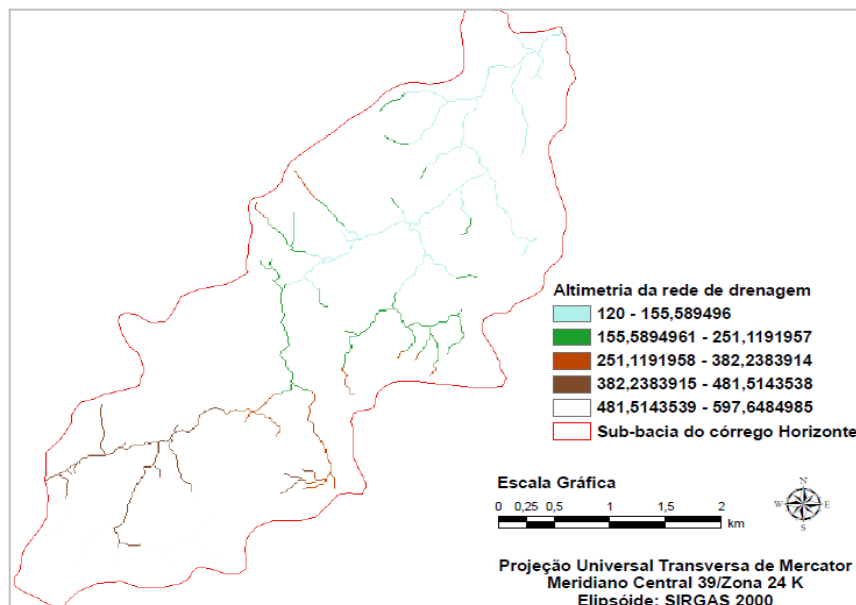 Altimetria da rede de drenagem
120 - 155,589496
155,5894961 - 251,1191957
251,1191958 - 382,2383914
382,2383915 - 481,5143538
481,5143539 - 597,6484985
Sub-bacia do córrego Horizonte
Escala Gráfica
0 0,25 0,5 1 1,5 2
km
N
W E
S
Projeção Universal Transversa de Mercator
Meridiano Central 39/Zona 24 K
Elipsóide: SIRGAS 2000